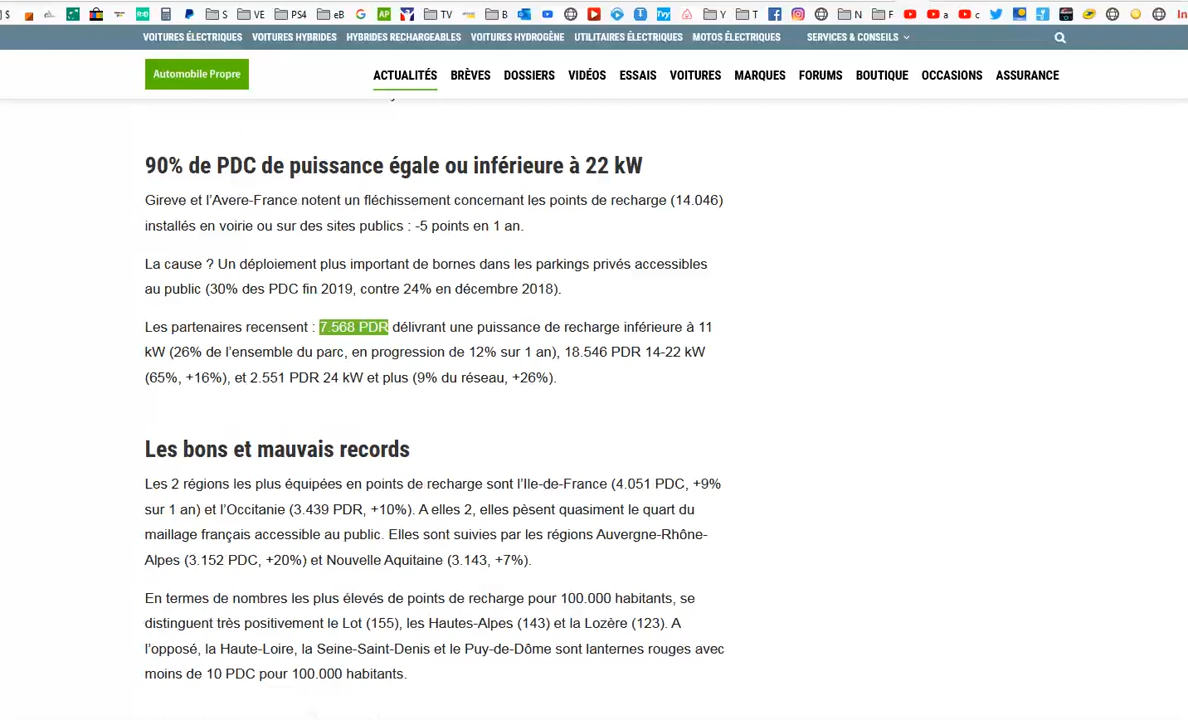 S VE PS4 eB AP TV B Y T N F a c In
VOITURES ÉLECTRIQUES VOITURES HYBRIDES HYBRIDES RECHARGEABLES VOITURES HYDROGÈNE UTILITAIRES ÉLECTRIQUES MOTOS ÉLECTRIQUES SERVICES & CONSEILS
Automobile Propre ACTUALITÉS BRÈVES DOSSIERS VIDÉOS ESSAIS VOITURES MARQUES FORUMS BOUTIQUE OCCASIONS ASSURANCE
90% de PDC de puissance égale ou inférieure à 22 kW
Gireve et l'Avere-France notent un fléchissement concernant les points de recharge (14.046)
installés en voirie ou sur des sites publics : -5 points en 1 an.
La cause ? Un déploiement plus important de bornes dans les parkings privés accessibles
au public (30% des PDC fin 2019, contre 24% en décembre 2018).
Les partenaires recensent : 7.568 PDR délivrant une puissance de recharge inférieure à 11
kW (26% de l'ensemble du parc, en progression de 12% sur 1 an), 18.546 PDR 14-22 kW
(65%, +16%), et 2.551 PDR 24 kW et plus (9% du réseau, +26%).
Les bons et mauvais records
Les 2 régions les plus équipées en points de recharge sont l'Ile-de-France (4.051 PDC, +9%
sur 1 an) et l'Occitanie (3.439 PDR, +10%). A elles 2, elles pèsent quasiment le quart du
maillage français accessible au public. Elles sont suivies par les régions Auvergne-Rhône-
Alpes (3.152 PDC, +20%) et Nouvelle Aquitaine (3.143, +7%).
En termes de nombres les plus élevés de points de recharge pour 100.000 habitants, se
distinguent très positivement le Lot (155), les Hautes-Alpes (143) et la Lozère (123). A
l'opposé, la Haute-Loire, la Seine-Saint-Denis et le Puy-de-Dôme sont lanternes rouges avec
moins de 10 PDC pour 100.000 habitants.